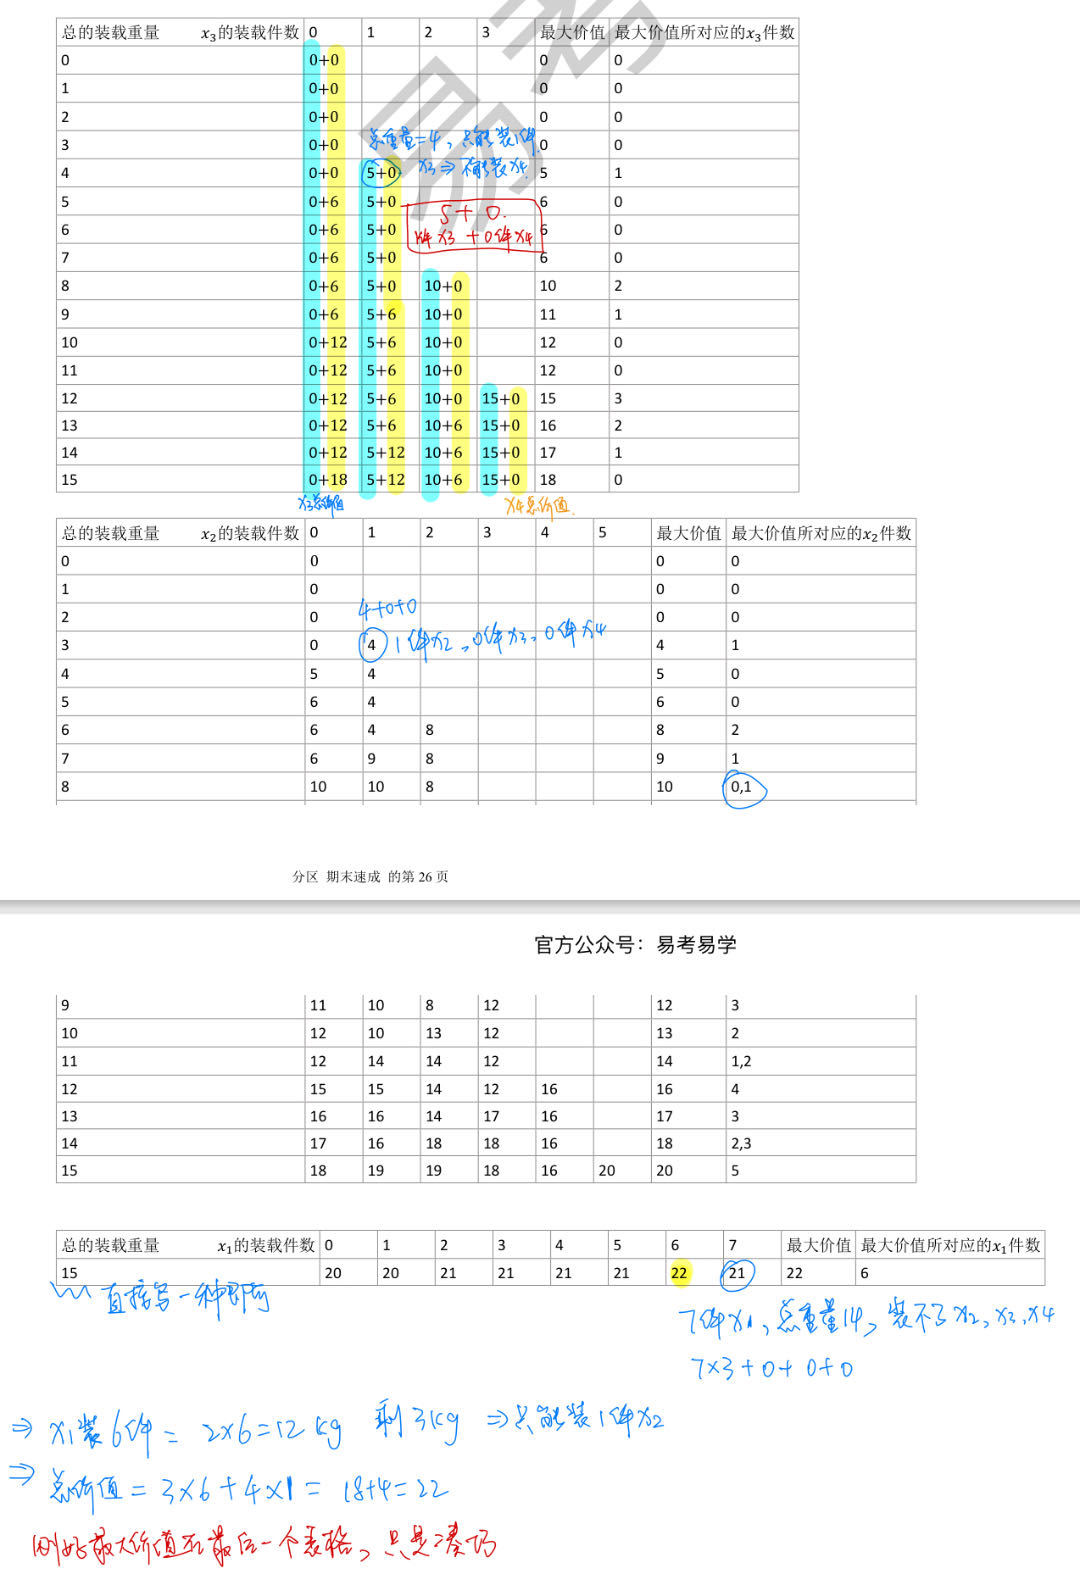 总的装载重量 x₃的装载件数 0 1 2 3 最大价值 最大价值所对应的x₃件数
0 0+0 0 0
1 0+0 0 0
2 0+0 0 0
3 0+0 0 0
总重量=4, 只能装1件
4 0+0 5+0 x3⇒不能装x4 5 1
5 0+6 5+0 6 0
5+0.
6 0+6 5+0 6 0
1件x3+0件x4
7 0+6 5+0 6 0
8 0+6 5+0 10+0 10 2
9 0+6 5+6 10+0 11 1
10 0+12 5+6 10+0 12 0
11 0+12 5+6 10+0 12 0
12 0+12 5+6 10+0 15+0 15 3
13 0+12 5+6 10+6 15+0 16 2
14 0+12 5+12 10+6 15+0 17 1
15 0+18 5+12 10+6 15+0 18 0
x3总价值 x4总价值
总的装载重量 x₂的装载件数 0 1 2 3 4 5 最大价值 最大价值所对应的x₂件数
0 0 0 0
1 0 0 0
4+0+0
2 0 0 0
3 0 4 1件x2,0件x3,0件x4 4 1
4 5 4 5 0
5 6 4 6 0
6 6 4 8 8 2
7 6 9 8 9 1
8 10 10 8 10 0,1
分区 期末速成 的第 26 页
官方公众号：易考易学
9 11 10 8 12 12 3
10 12 10 13 12 13 2
11 12 14 14 12 14 1,2
12 15 15 14 12 16 16 4
13 16 16 14 17 16 17 3
14 17 16 18 18 16 18 2,3
15 18 19 19 18 16 20 20 5
总的装载重量 x₁的装载件数 0 1 2 3 4 5 6 7 最大价值 最大价值所对应的x₁件数
15 20 20 21 21 21 21 22 21 22 6
直接写一种即可
7件x1,总重量14,装不了x2,x3,x4
7×3+0+0+0
⇒ x1装6件=2×6=12kg 剩3kg ⇒只能装1件x2
⇒ 总价值=3×6+4×1=18+4=22
刚好最大价值在最后一个表格,只是凑巧
易考